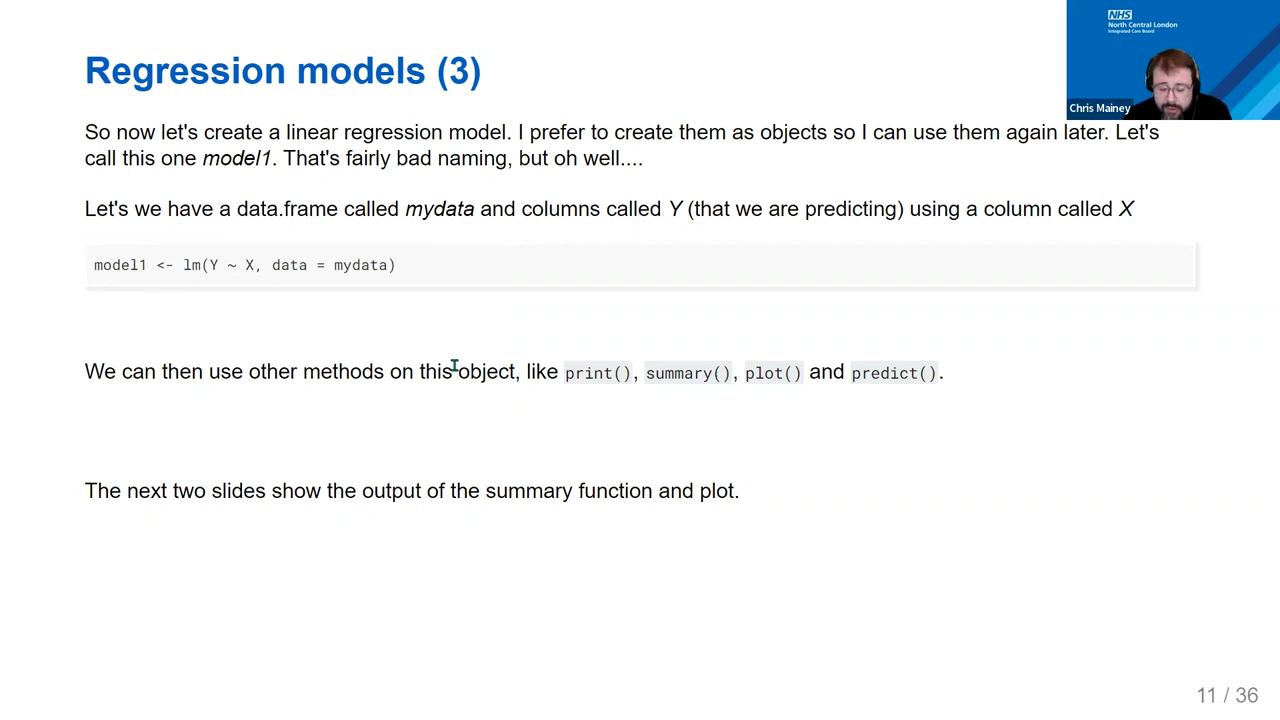 NHS
North Central London
Integrated Care Board
Chris Mainey
Regression models (3)
So now let's create a linear regression model. I prefer to create them as objects so I can use them again later. Let's
call this one model1. That's fairly bad naming, but oh well....
Let's we have a data.frame called mydata and columns called Y (that we are predicting) using a column called X
model1 <- lm(Y ~ X, data = mydata)
We can then use other methods on this object, like print(), summary(), plot() and predict().
The next two slides show the output of the summary function and plot.
11 / 36